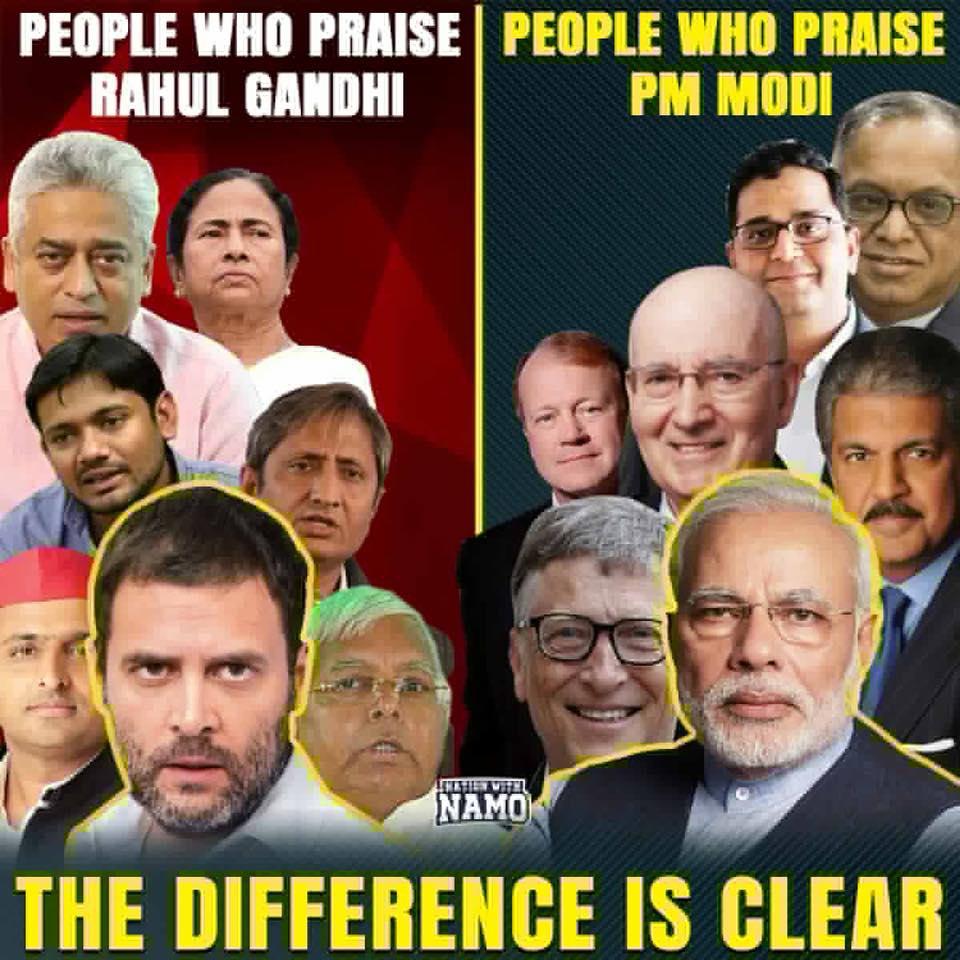 PEOPLE WHO PRAISE
RAHUL GANDHI
PEOPLE WHO PRAISE
PM MODI
NATION WITH
NAMO
THE DIFFERENCE IS CLEAR